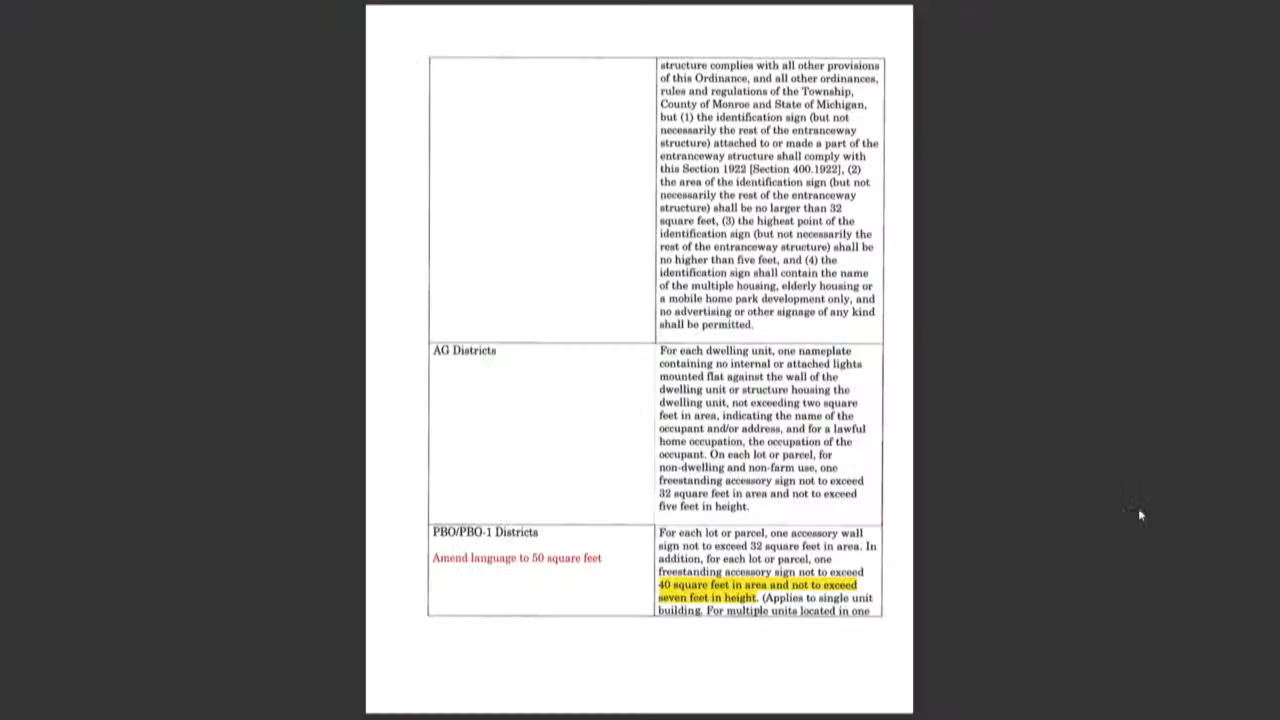 structure complies with all other provisions
of this Ordinance, and all other ordinances,
rules and regulations of the Township,
County of Monroe and State of Michigan,
but (1) the identification sign (but not
necessarily the rest of the entranceway
structure) attached to or made a part of the
entranceway structure shall comply with
this Section 1922 [Section 400.1922], (2)
the area of the identification sign (but not
necessarily the rest of the entranceway
structure) shall be no larger than 32
square feet, (3) the highest point of the
identification sign (but not necessarily the
rest of the entranceway structure) shall be
no higher than five feet, and (4) the
identification sign shall contain the name
of the multiple housing, elderly housing or
a mobile home park development only, and
no advertising or other signage of any kind
shall be permitted.
AG Districts
For each dwelling unit, one nameplate
containing no internal or attached lights
mounted flat against the wall of the
dwelling unit or structure housing the
dwelling unit, not exceeding two square
feet in area, indicating the name of the
occupant and/or address, and for a lawful
home occupation, the occupation of the
occupant. On each lot or parcel, for
non-dwelling and non-farm use, one
freestanding accessory sign not to exceed
32 square feet in area and not to exceed
five feet in height.
PBO/PBO-1 Districts
Amend language to 50 square feet
For each lot or parcel, one accessory wall
sign not to exceed 32 square feet in area. In
addition, for each lot or parcel, one
freestanding accessory sign not to exceed
40 square feet in area and not to exceed
seven feet in height. (Applies to single unit
building. For multiple units located in one